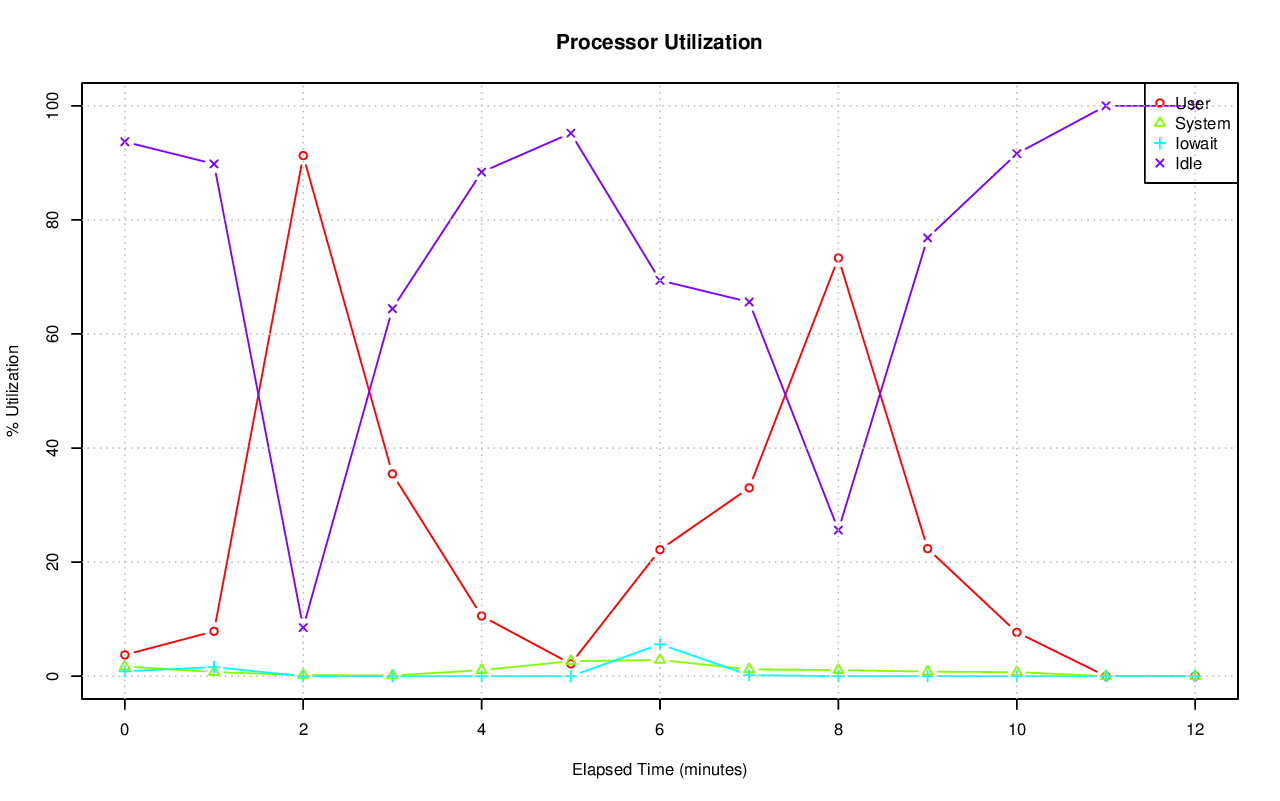 Processor Utilization
100
80
60
40
20
0
% Utilization
User
System
Iowait
Idle
0 2 4 6 8 10 12
Elapsed Time (minutes)